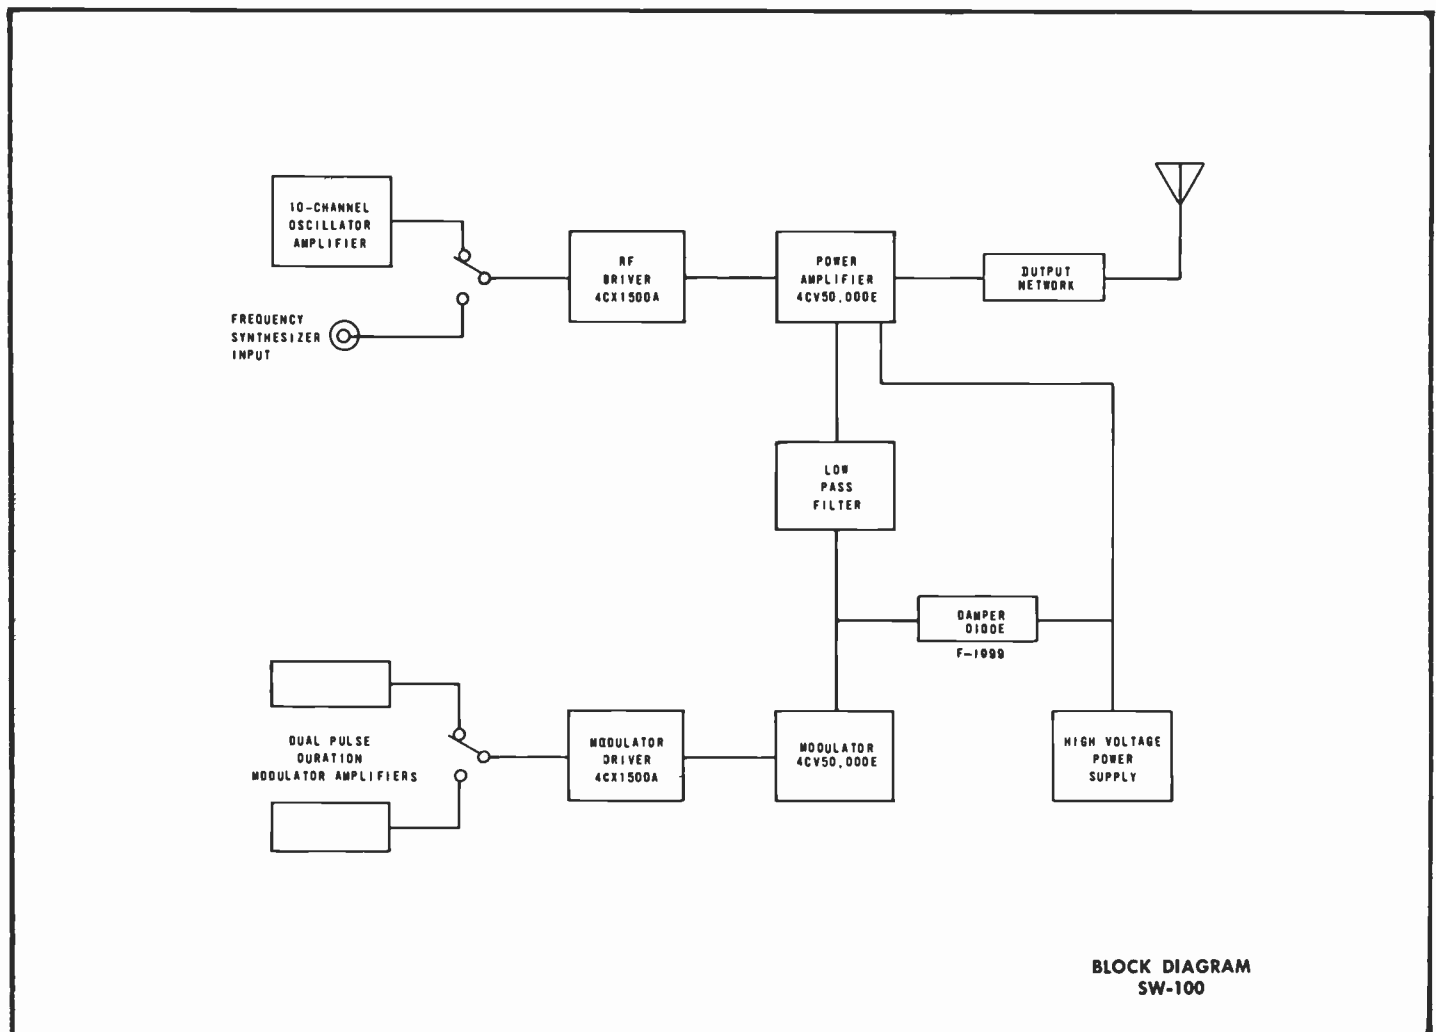 10-CHANNEL
OSCILLATOR
AMPLIFIER
FREQUENCY
SYNTHESIZER
INPUT
RF
DRIVER
4CX1500A
POWER
AMPLIFIER
4CV50,000E
OUTPUT
NETWORK
LOW
PASS
FILTER
DAMPER
DIODE
F-1099
DUAL PULSE
DURATION
MODULATOR AMPLIFIERS
MODULATOR
DRIVER
4CX1500A
MODULATOR
4CV50,000E
HIGH VOLTAGE
POWER
SUPPLY
BLOCK DIAGRAM
SW-100